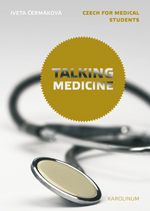 IVETA ČERMÁKOVÁ
CZECH FOR MEDICAL
STUDENTS
TALKING
MEDICINE
KAROLINUM